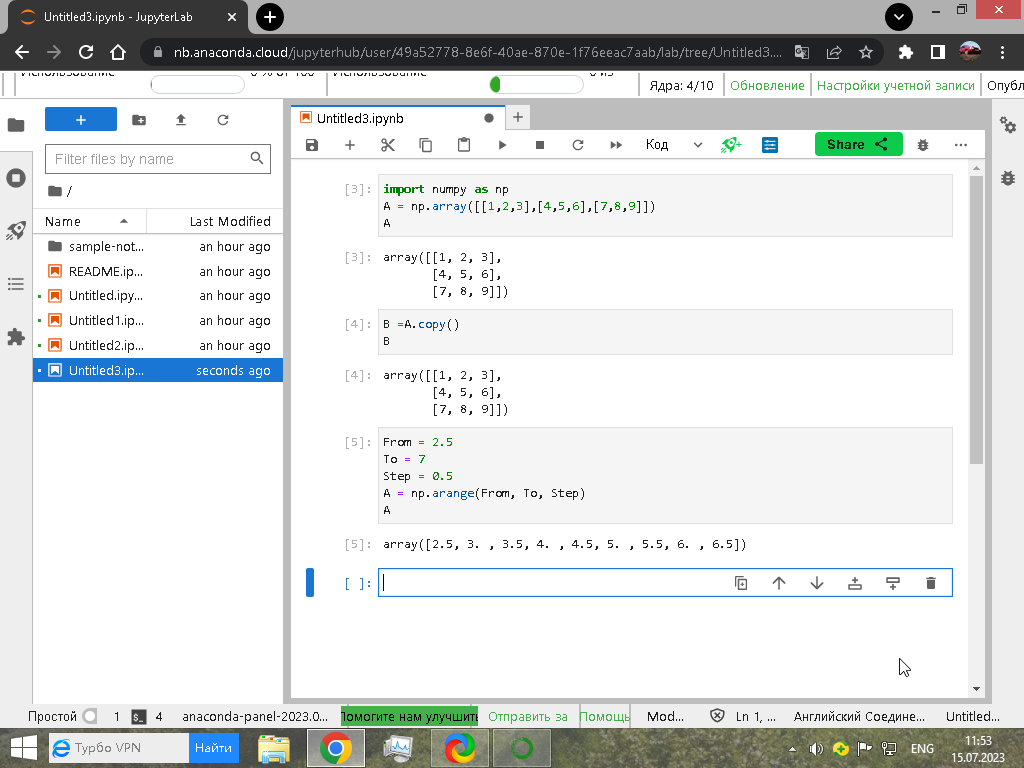 Untitled3.ipynb - JupyterLab
nb.anaconda.cloud/jupyterhub/user/49a52778-8e6f-40ae-870e-1f76eeac7aab/lab/tree/Untitled3....
Использование
0 % от 100
Использование
Ядра: 4/10
Обновление
Настройки учетной записи
Опубл
Filter files by name
/
Name
Last Modified
sample-not...
an hour ago
README.ip...
an hour ago
Untitled.ipy...
an hour ago
Untitled1.ip...
an hour ago
Untitled2.ip...
an hour ago
Untitled3.ip...
seconds ago
Untitled3.ipynb
Код
Share
[3]: import numpy as np
A = np.array([[1,2,3],[4,5,6],[7,8,9]])
A
[3]: array([[1, 2, 3],
[4, 5, 6],
[7, 8, 9]])
[4]: B =A.copy()
B
[4]: array([[1, 2, 3],
[4, 5, 6],
[7, 8, 9]])
[5]: From = 2.5
To = 7
Step = 0.5
A = np.arange(From, To, Step)
A
[5]: array([2.5, 3. , 3.5, 4. , 4.5, 5. , 5.5, 6. , 6.5])
[ ]:
Простой
1
4
anaconda-panel-2023.0...
Помогите нам улучшить
Отправить за
Помощь
Mod...
Ln 1, ...
Английский Соедине...
Untitled...
Турбо VPN
Найти
ENG
11:53
15.07.2023